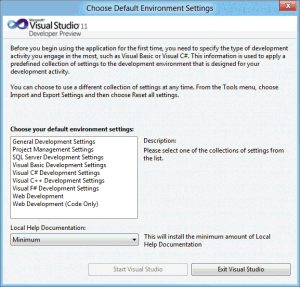 Choose Default Environment Settings
Microsoft
Visual Studio 11
Developer Preview
Before you begin using the application for the first time, you need to specify the type of development
activity you engage in the most, such as Visual Basic or Visual C#. This information is used to apply a
predefined collection of settings to the development environment that is designed for your
development activity.
You can choose to use a different collection of settings at any time. From the Tools menu, choose
Import and Export Settings and then choose Reset all settings.
Choose your default environment settings:
General Development Settings
Project Management Settings
SQL Server Development Settings
Visual Basic Development Settings
Visual C# Development Settings
Visual C++ Development Settings
Visual F# Development Settings
Web Development
Web Development (Code Only)
Description:
Please select one of the collections of settings from
the list.
Local Help Documentation:
Minimum
This will install the minimum amount of Local
Help Documentation
Start Visual Studio
Exit Visual Studio